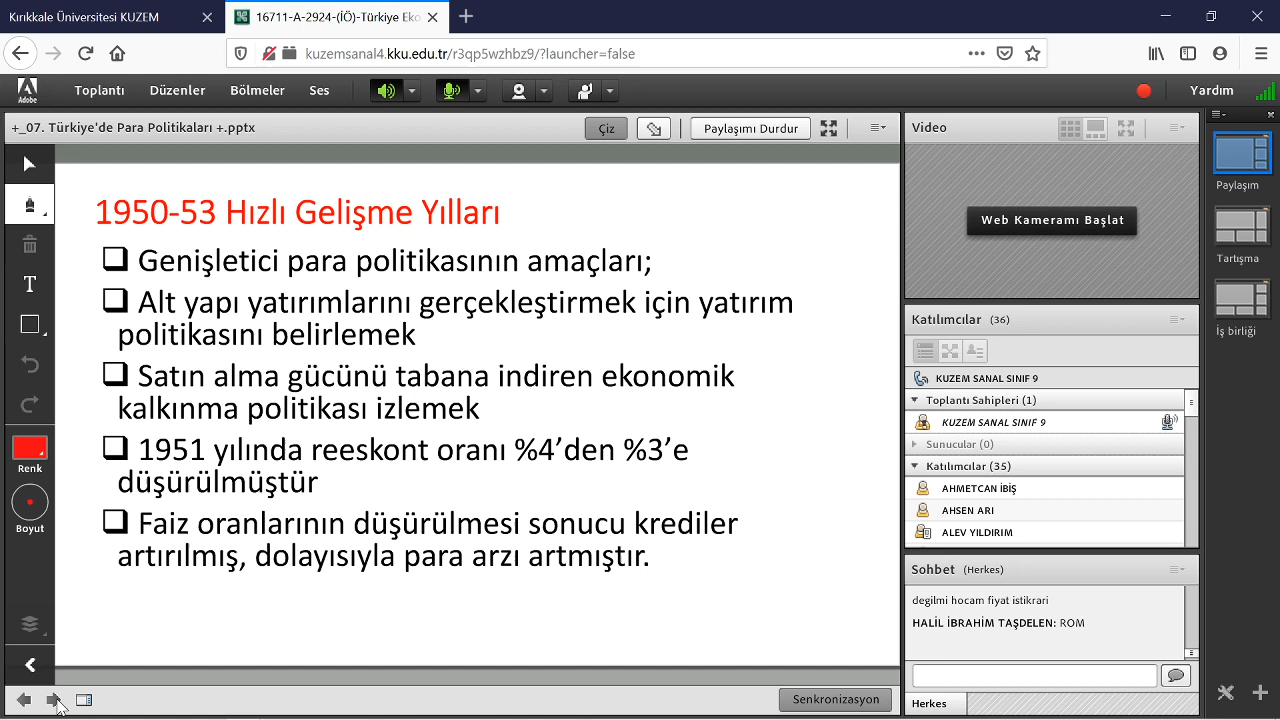 Kırıkkale Üniversitesi KUZEM
16711-A-2924-(İÖ)-Türkiye Eko
kuzemsanal4.kku.edu.tr/r3qp5wzhbz9/?launcher=false
Adobe
Toplantı
Düzenler
Bölmeler
Ses
Yardım
+_07. Türkiye'de Para Politikaları +.pptx
Çiz
Paylaşımı Durdur
Renk
Boyut
1950-53 Hızlı Gelişme Yılları
Genişletici para politikasının amaçları;
Alt yapı yatırımlarını gerçekleştirmek için yatırım
politikasını belirlemek
Satın alma gücünü tabana indiren ekonomik
kalkınma politikası izlemek
1951 yılında reeskont oranı %4’den %3’e
düşürülmüştür
Faiz oranlarının düşürülmesi sonucu krediler
artırılmış, dolayısıyla para arzı artmıştır.
Senkronizasyon
Video
Web Kameramı Başlat
Katılımcılar (36)
KUZEM SANAL SINIF 9
Toplantı Sahipleri (1)
KUZEM SANAL SINIF 9
Sunucular (0)
Katılımcılar (35)
AHMETCAN İBİŞ
AHSEN ARI
ALEV YILDIRIM
Sohbet (Herkes)
degilmi hocam fiyat istikrari
HALİL İBRAHİM TAŞDELEN: ROM
Herkes
Paylaşım
Tartışma
İş birliği